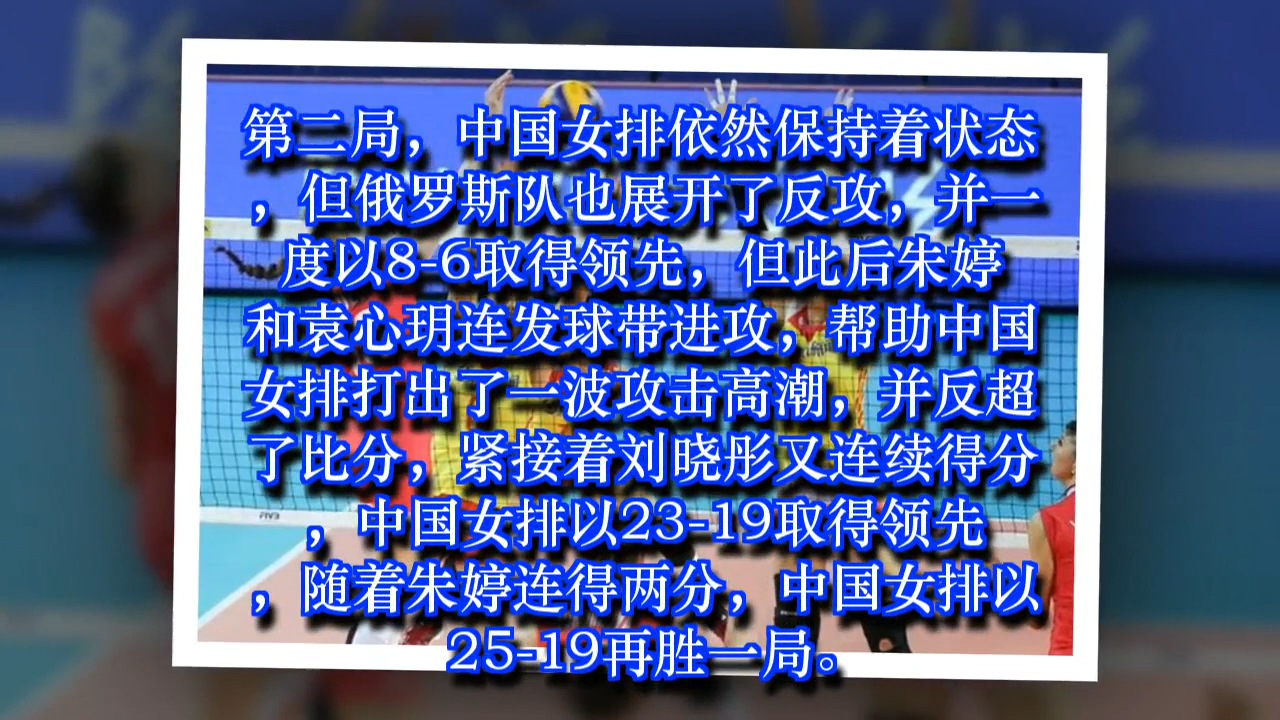 第二局，中国女排依然保持着状态
，但俄罗斯队也展开了反攻，并一
度以8-6取得领先，但此后朱婷
和袁心玥连发球带进攻，帮助中国
女排打出了一波攻击高潮，并反超
了比分，紧接着刘晓彤又连续得分
，中国女排以23-19取得领先
，随着朱婷连得两分，中国女排以
25-19再胜一局。
FIVB